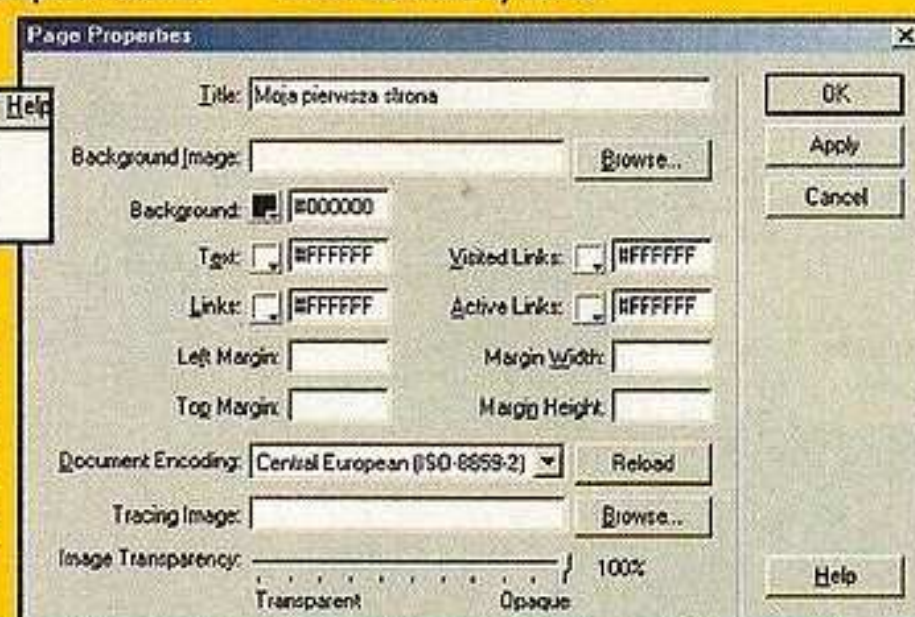 Page Properties
Help
Title: Moja pierwsza strona
OK
Background Image: Browse... Apply
Background: #000000 Cancel
Text: #FFFFFF Visited Links: #FFFFFF
Links: #FFFFFF Active Links: #FFFFFF
Left Margin: Margin Width:
Top Margin: Margin Height:
Document Encoding: Central European (ISO-8859-2) Reload
Tracing Image: Browse...
Image Transparency: 100%
Transparent Opaque
Help